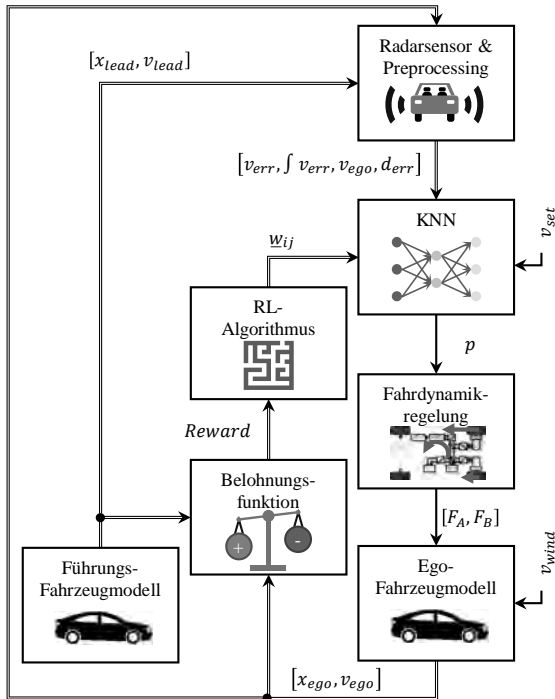 Radarsensor &
Preprocessing
[x_lead, v_lead]
[v_err, ∫ v_err, v_ego, d_err]
KNN
v_set
w_ij
RL-
Algorithmus
p
Fahrdynamik-
regelung
Reward
Belohnungs-
funktion
+
-
[F_A, F_B]
Führungs-
Fahrzeugmodell
Ego-
Fahrzeugmodell
v_wind
[x_ego, v_ego]